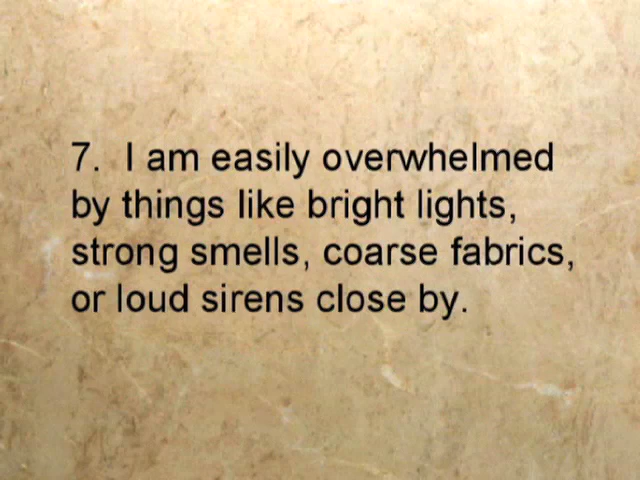 7. I am easily overwhelmed
by things like bright lights,
strong smells, coarse fabrics,
or loud sirens close by.